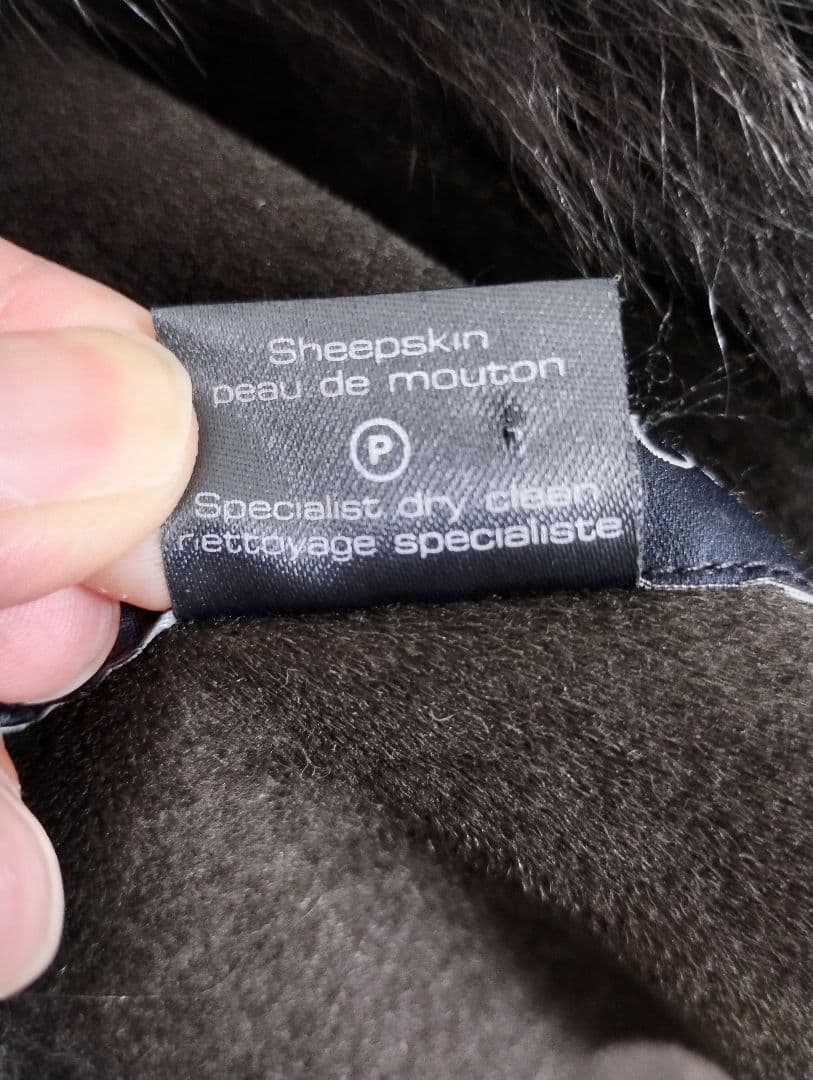 Sheepskin
peau de mouton
P
Specialist dry clean
nettoyage specialiste